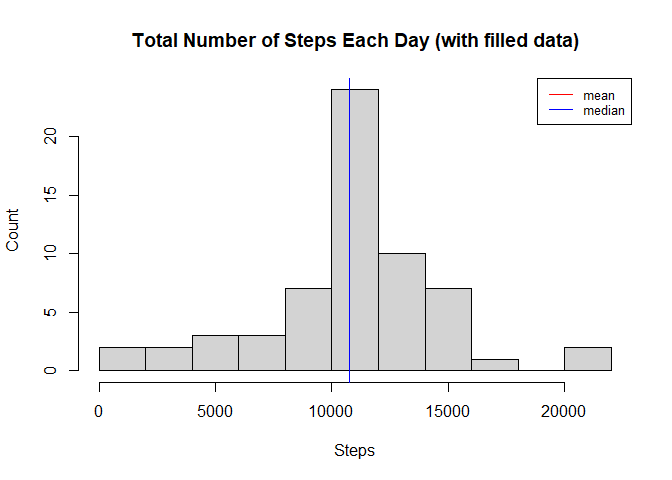 Total Number of Steps Each Day (with filled data)
mean
median
20
15
10
5
0
Count
0 5000 10000 15000 20000
Steps